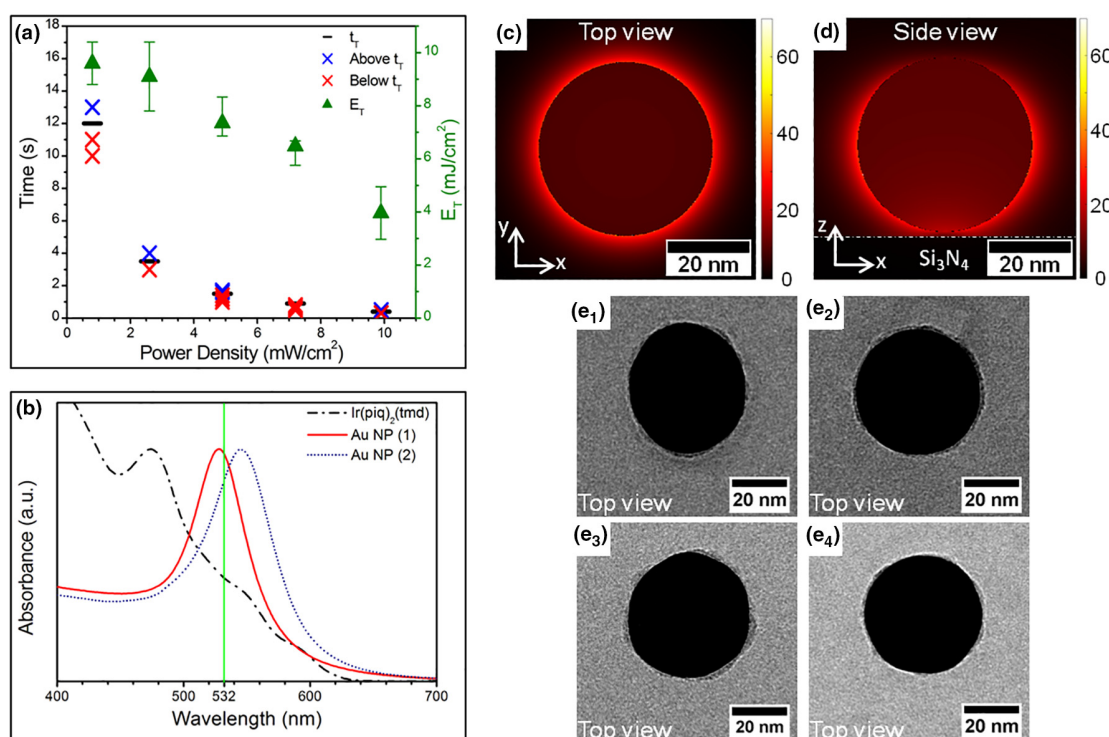 (a)
18
16
14
12
10
8
6
4
2
0
Time (s)
0 2 4 6 8 10
Power Density (mW/cm²)
t_T
Above t_T
Below t_T
E_T
10
8
6
4
2
0
E_T (mJ/cm²)
(b)
Ir(piq)₂(tmd)
Au NP (1)
Au NP (2)
Absorbance (a.u.)
400 500 532 600 700
Wavelength (nm)
(c)
Top view
y
x
20 nm
60
40
20
0
(d)
Side view
z
x
Si₃N₄
20 nm
60
40
20
0
(e₁)
Top view
20 nm
(e₂)
Top view
20 nm
(e₃)
Top view
20 nm
(e₄)
Top view
20 nm